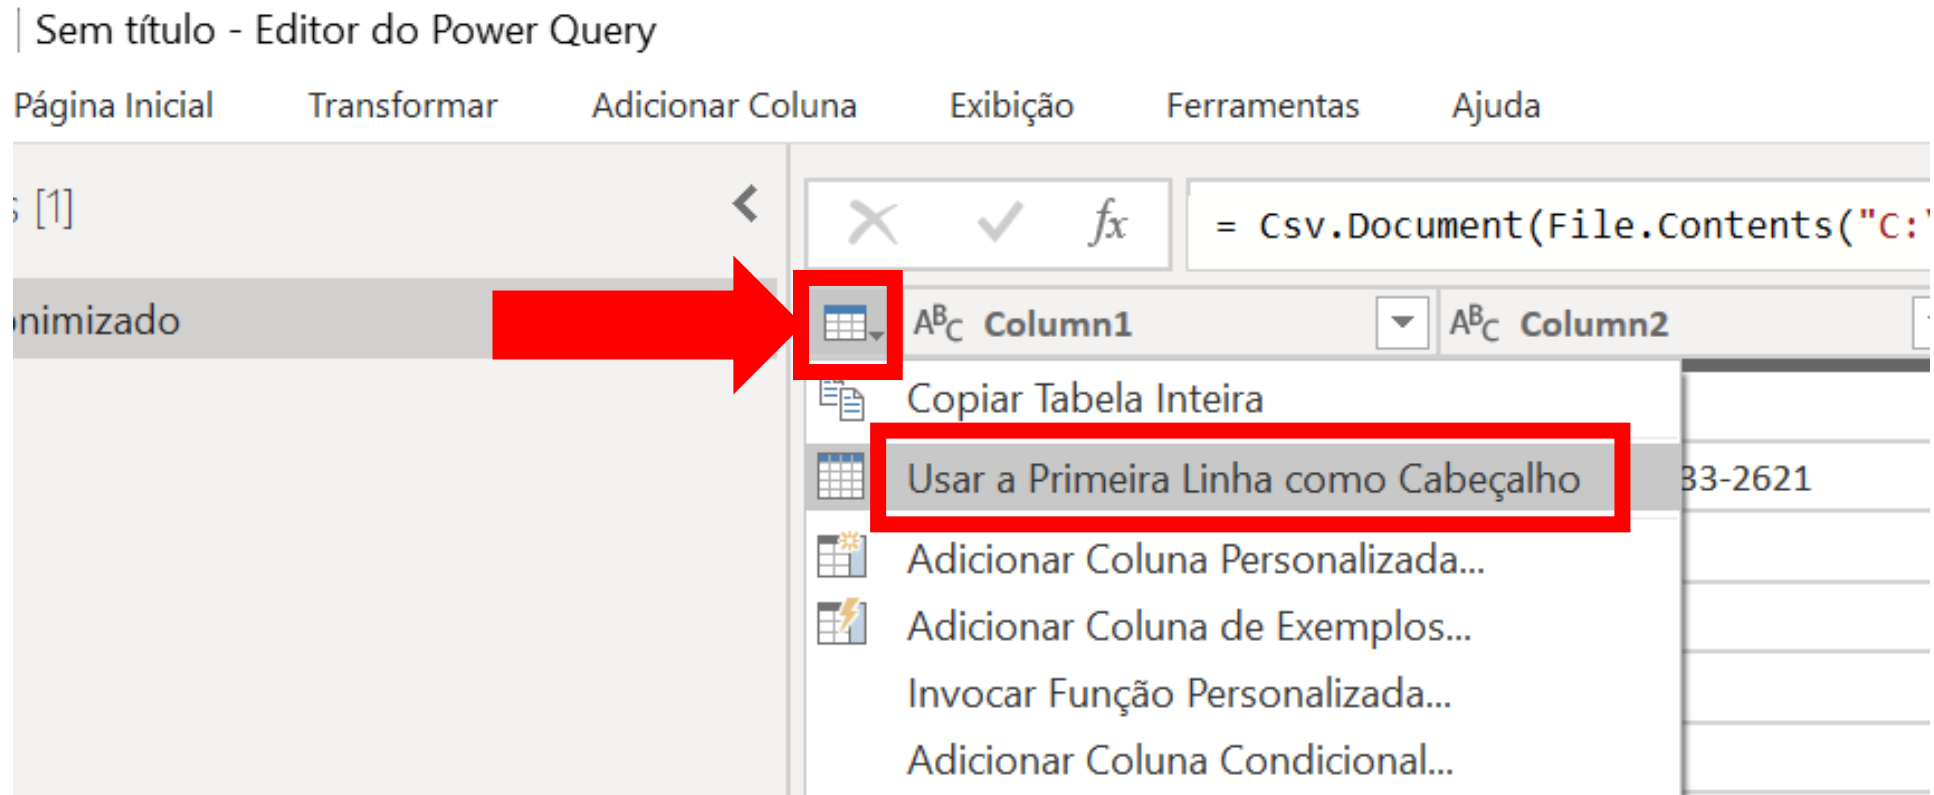 Sem título - Editor do Power Query
Página Inicial Transformar Adicionar Coluna Exibição Ferramentas Ajuda
[1]
fx = Csv.Document(File.Contents("C:
nimizado
ABC Column1 ABC Column2
Copiar Tabela Inteira
Usar a Primeira Linha como Cabeçalho
33-2621
Adicionar Coluna Personalizada...
Adicionar Coluna de Exemplos...
Invocar Função Personalizada...
Adicionar Coluna Condicional...